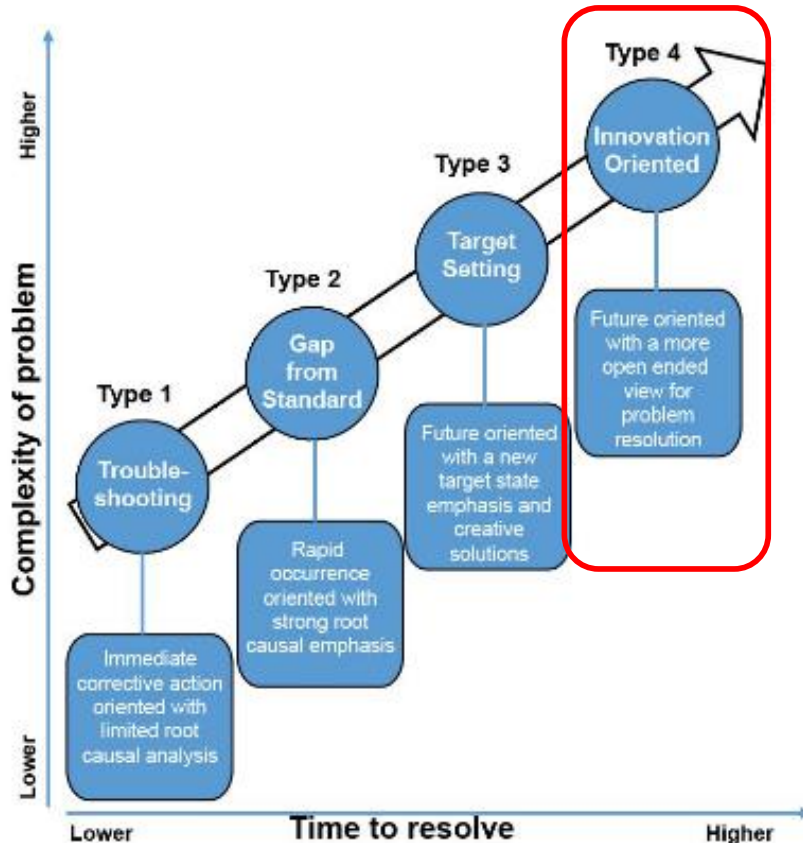 Type 4
Innovation
Oriented
Type 3
Target
Setting
Type 2
Gap
from
Standard
Type 1
Trouble-
shooting
Future oriented
with a more
open ended
view for
problem
resolution
Future oriented
with a new
target state
emphasis and
creative
solutions
Rapid
occurrence
oriented with
strong root
causal emphasis
Immediate
corrective action
oriented with
limited root
causal analysis
Higher
Complexity of problem
Lower
Lower
Time to resolve
Higher